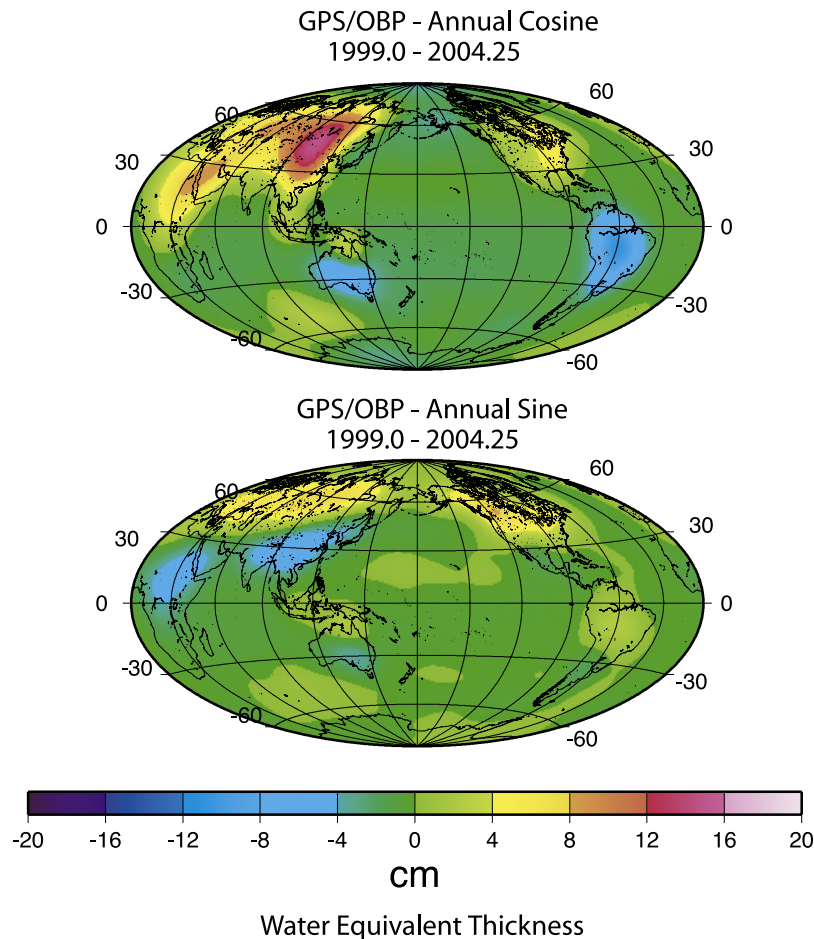 GPS/OBP - Annual Cosine
1999.0 - 2004.25
60 60
30 30
0 0
-30 -30
-60 -60
GPS/OBP - Annual Sine
1999.0 - 2004.25
60 60
30 30
0 0
-30 -30
-60 -60
-20 -16 -12 -8 -4 0 4 8 12 16 20
cm
Water Equivalent Thickness